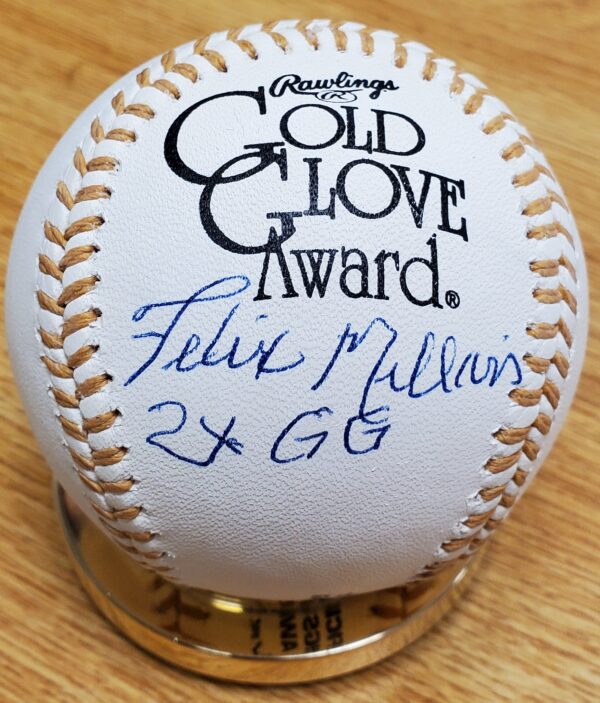 Rawlings
R
GOLD
GLOVE
Award®
Felix Millan
2x GG